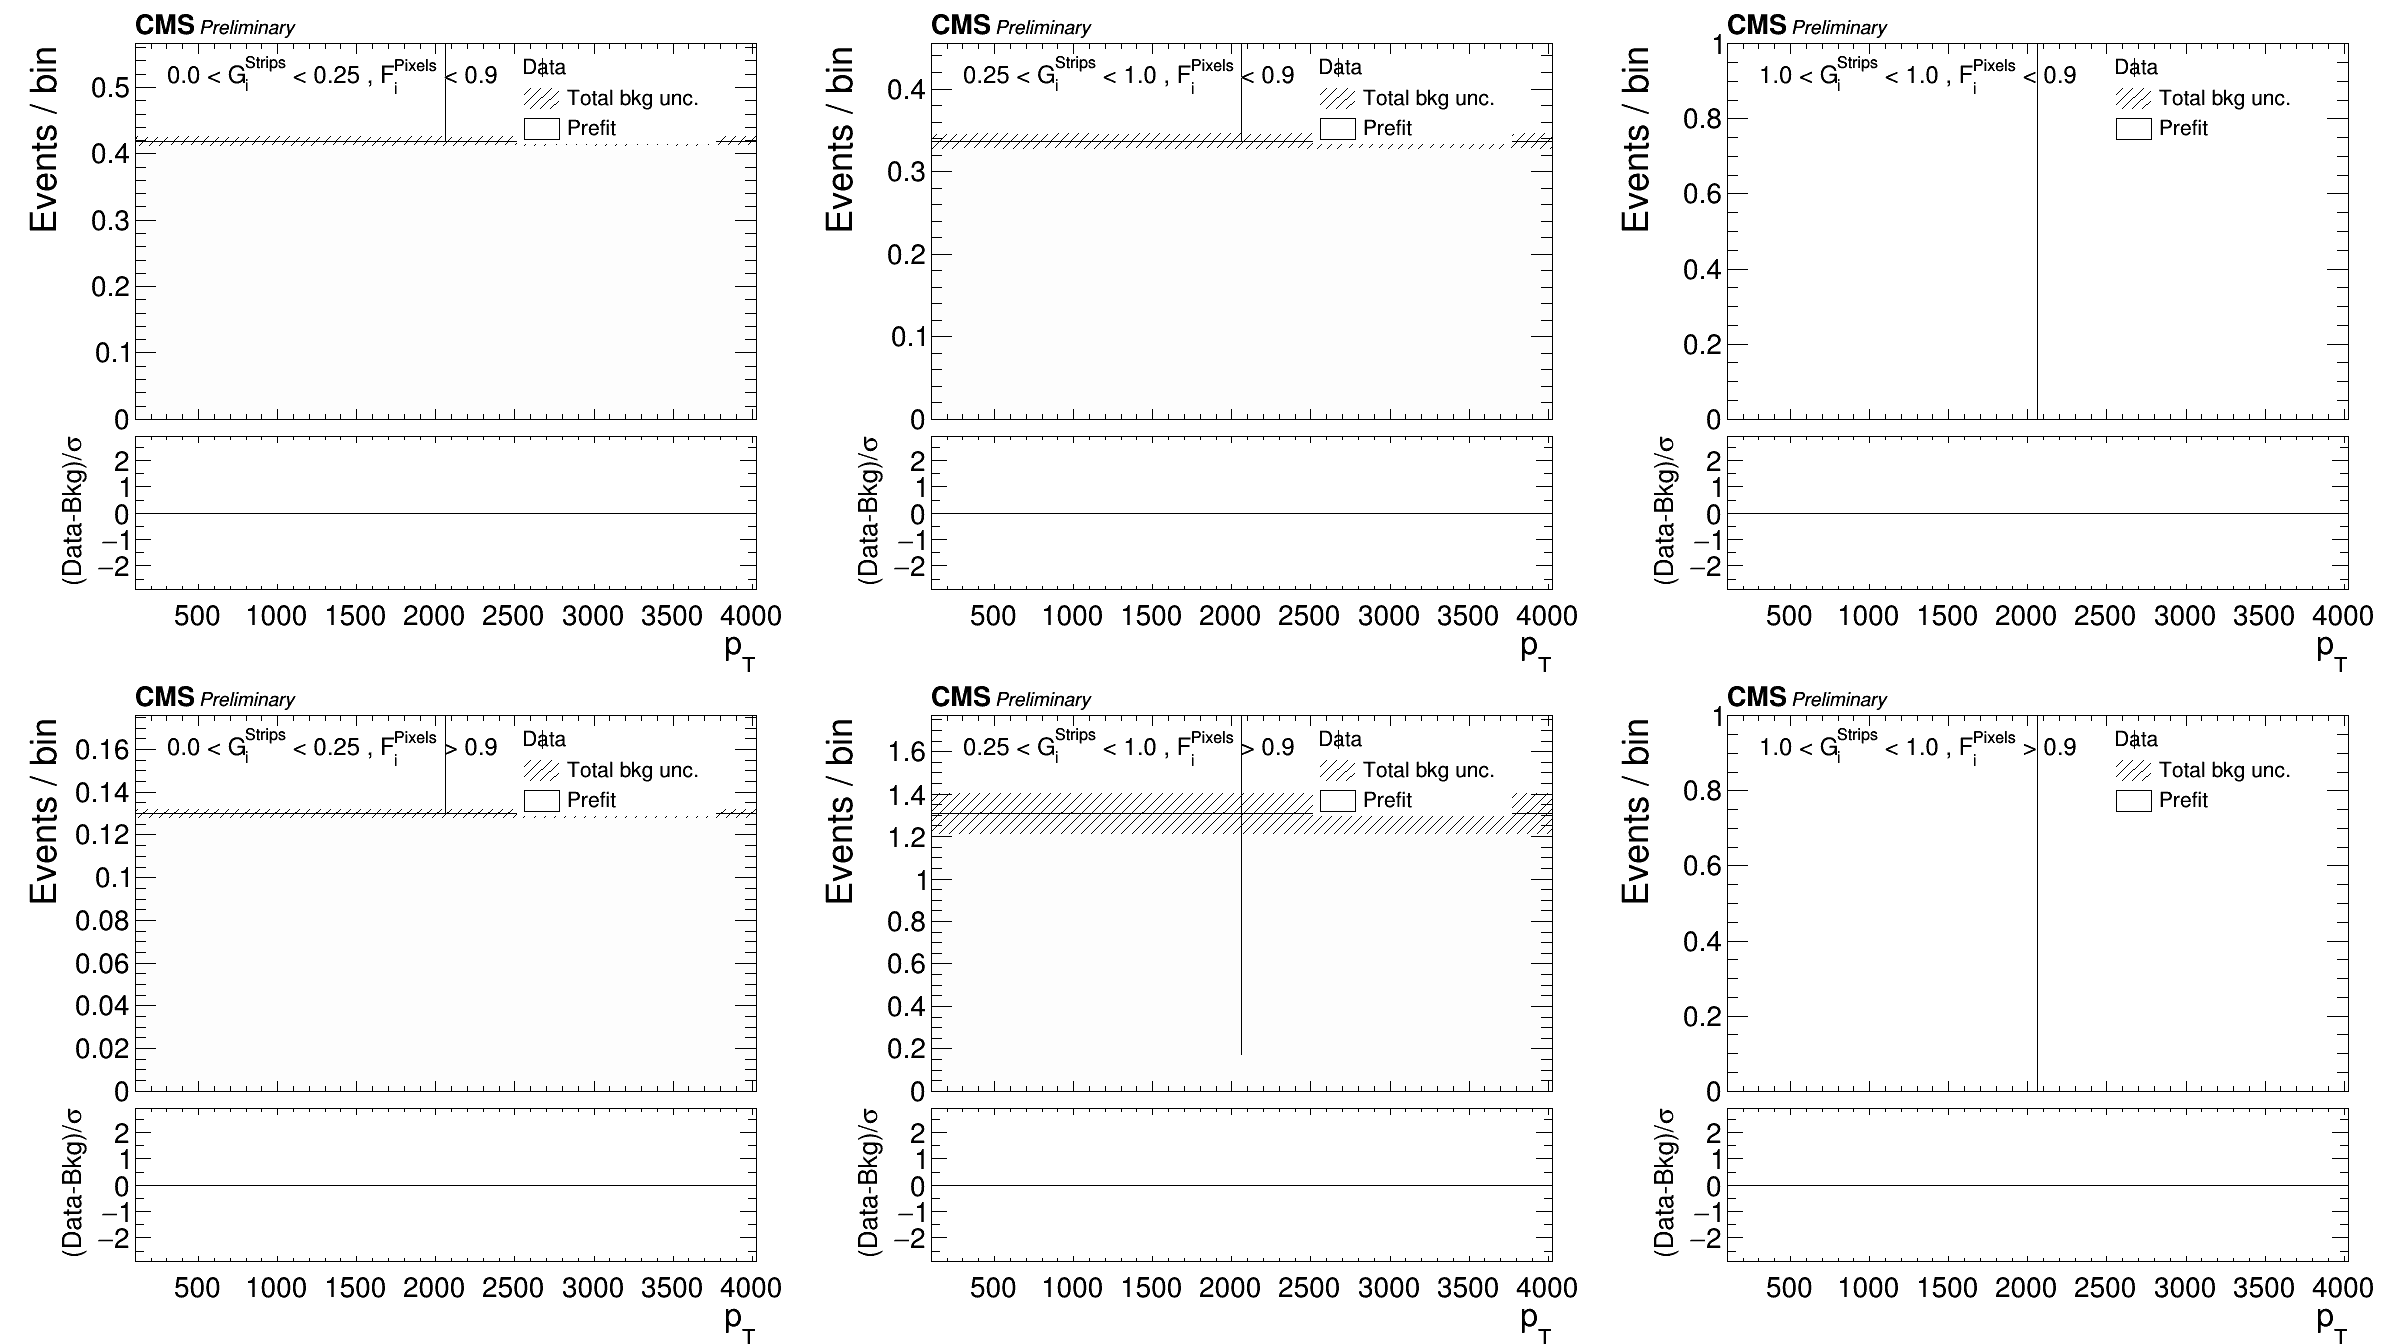 CMS Preliminary
Events / bin
0.0 < G_i^Strips < 0.25 , F_i^Pixels < 0.9
Data
Total bkg unc.
Prefit
0.5
0.4
0.3
0.2
0.1
0
(Data-Bkg)/σ
2
1
0
−1
−2
500 1000 1500 2000 2500 3000 3500 4000
p_T
CMS Preliminary
Events / bin
0.25 < G_i^Strips < 1.0 , F_i^Pixels < 0.9
Data
Total bkg unc.
Prefit
0.4
0.3
0.2
0.1
0
(Data-Bkg)/σ
2
1
0
−1
−2
500 1000 1500 2000 2500 3000 3500 4000
p_T
CMS Preliminary
Events / bin
1.0 < G_i^Strips < 1.0 , F_i^Pixels < 0.9
Data
Total bkg unc.
Prefit
1
0.8
0.6
0.4
0.2
0
(Data-Bkg)/σ
2
1
0
−1
−2
500 1000 1500 2000 2500 3000 3500 4000
p_T
CMS Preliminary
Events / bin
0.0 < G_i^Strips < 0.25 , F_i^Pixels > 0.9
Data
Total bkg unc.
Prefit
0.16
0.14
0.12
0.1
0.08
0.06
0.04
0.02
0
(Data-Bkg)/σ
2
1
0
−1
−2
500 1000 1500 2000 2500 3000 3500 4000
p_T
CMS Preliminary
Events / bin
0.25 < G_i^Strips < 1.0 , F_i^Pixels > 0.9
Data
Total bkg unc.
Prefit
1.6
1.4
1.2
1
0.8
0.6
0.4
0.2
0
(Data-Bkg)/σ
2
1
0
−1
−2
500 1000 1500 2000 2500 3000 3500 4000
p_T
CMS Preliminary
Events / bin
1.0 < G_i^Strips < 1.0 , F_i^Pixels > 0.9
Data
Total bkg unc.
Prefit
1
0.8
0.6
0.4
0.2
0
(Data-Bkg)/σ
2
1
0
−1
−2
500 1000 1500 2000 2500 3000 3500 4000
p_T